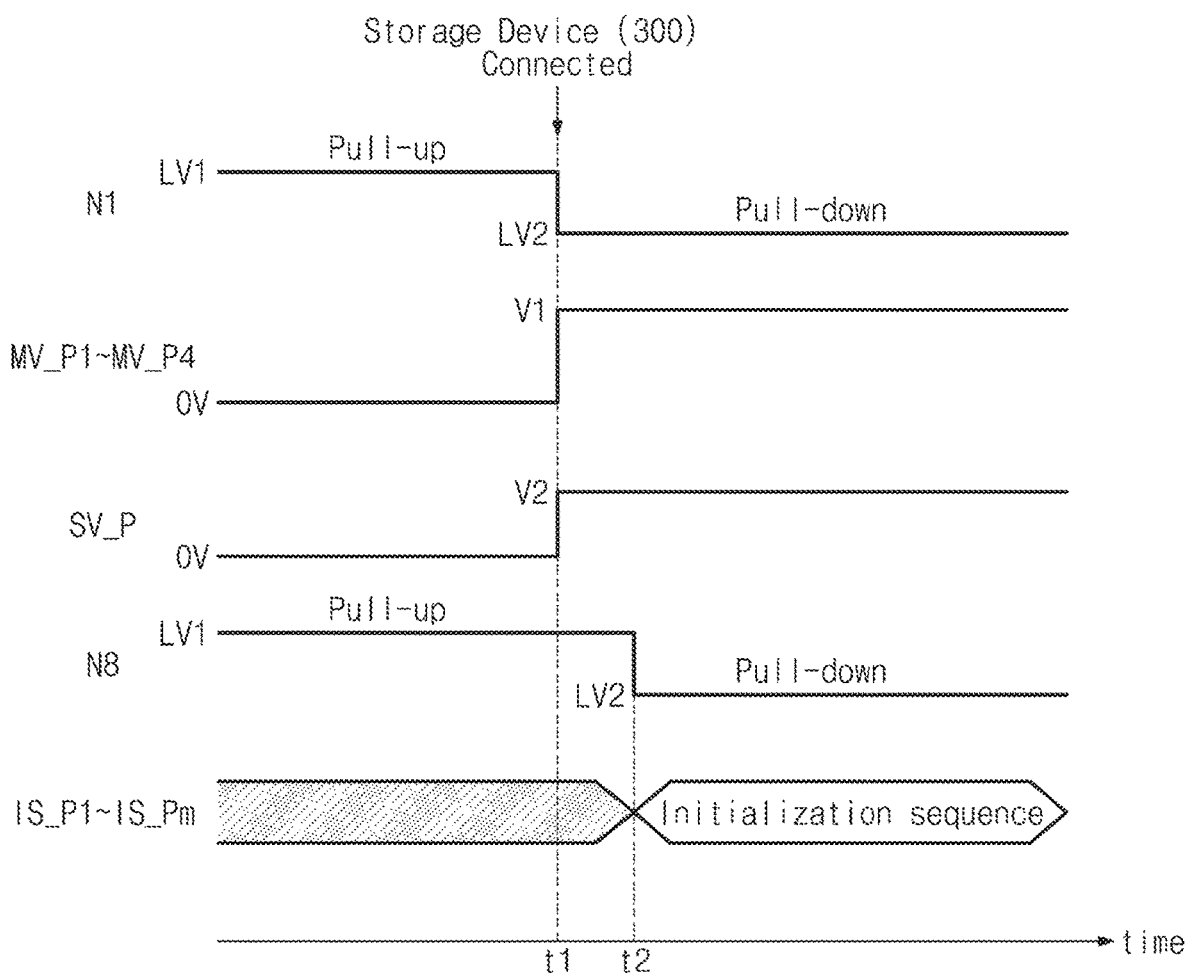 Storage Device (300)
Connected
Pull-up
LV1
N1
Pull-down
LV2
V1
MV_P1~MV_P4
0V
V2
SV_P
0V
Pull-up
LV1
N8
Pull-down
LV2
IS_P1~IS_Pm
Initialization sequence
time
t1
t2